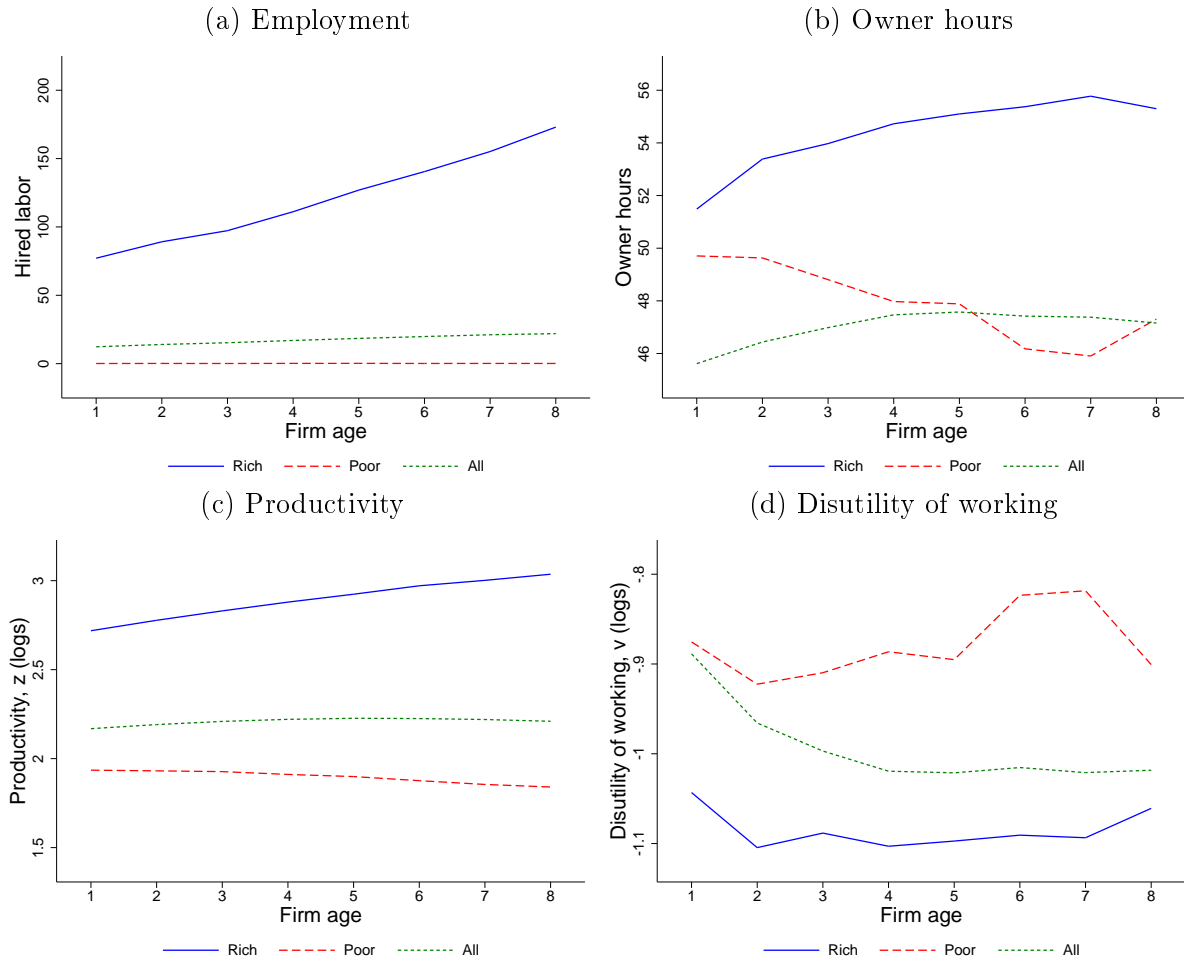 (a) Employment
Hired labor
200
150
100
50
0
1 2 3 4 5 6 7 8
Firm age
Rich Poor All
(b) Owner hours
Owner hours
56
54
52
50
48
46
1 2 3 4 5 6 7 8
Firm age
Rich Poor All
(c) Productivity
Productivity, z (logs)
3
2.5
2
1.5
1 2 3 4 5 6 7 8
Firm age
Rich Poor All
(d) Disutility of working
Disutility of working, v (logs)
-.8
-.9
-1
-1.1
1 2 3 4 5 6 7 8
Firm age
Rich Poor All